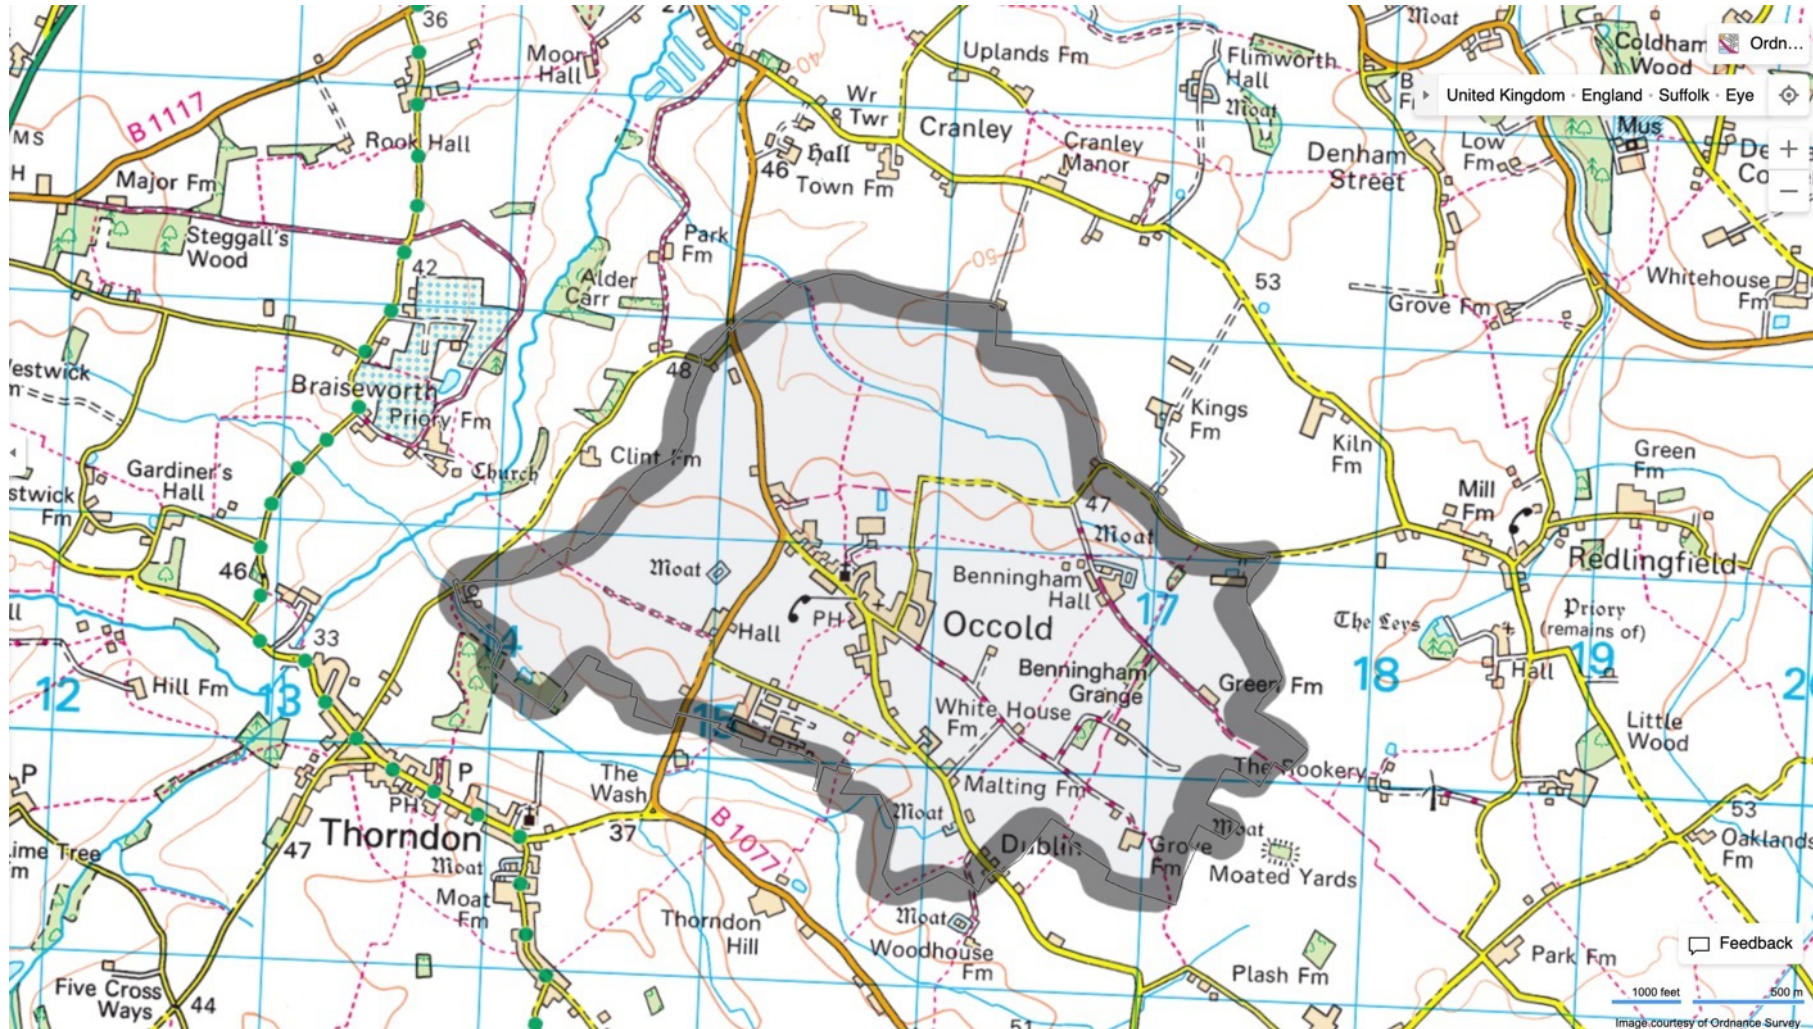 36
27
Moat
Moor
Hall
Uplands Fm
Flimworth
Hall
Moat
Coldham
Wood
Ordn...
B1117
40
Wr
Twr
Cranley
United Kingdom · England · Suffolk · Eye
MS
Rook Hall
Hall
Town Fm
46
Cranley
Manor
Denham
Street
Low
Fm
Mus
H
Major Fm
Steggall's
Wood
Park
Fm
50
42
Alder
Carr
53
Grove Fm
Whitehouse
Fm
48
Braiseworth
Priory Fm
Kings
Fm
Kiln
Fm
Green
Fm
Gardiner's
Hall
Church
Clint Fm
47
Moat
Mill
Fm
Fm
46
Moat
Benningham
Hall
17
Redlingfield
PH
Occold
The Leys
Priory
(remains of)
33
Hall
14
Benningham
Grange
Green Fm
18
Hall
19
12
Hill Fm
13
15
White House
Fm
Little
Wood
P
P
The
Wash
Malting Fm
The Rookery
PH
37
B1077
Moat
53
Thorndon
47
Dublin
Grove
Fm
Moat
Moated Yards
Oaklands
Fm
Moat
Moat
Fm
Thorndon
Hill
Moat
Woodhouse
Fm
Feedback
Plash Fm
Park Fm
Five Cross
Ways
44
51
1000 feet
500 m
Image courtesy of Ordnance Survey